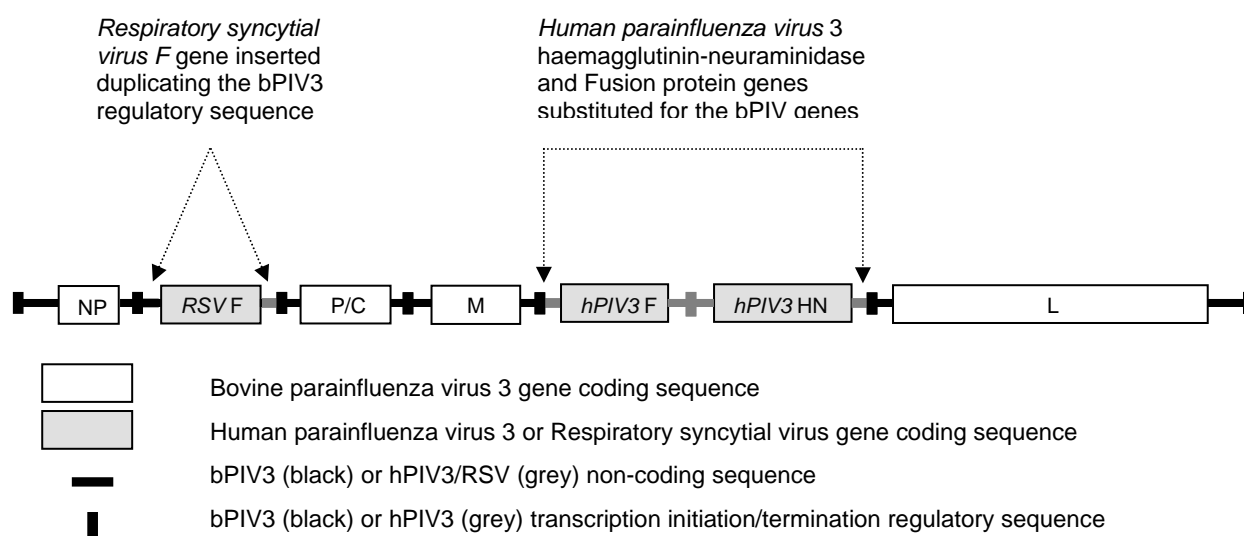 Respiratory syncytial
virus F gene inserted
duplicating the bPIV3
regulatory sequence
Human parainfluenza virus 3
haemagglutinin-neuraminidase
and Fusion protein genes
substituted for the bPIV genes
NP
RSV F
P/C
M
hPIV3 F
hPIV3 HN
L
Bovine parainfluenza virus 3 gene coding sequence
Human parainfluenza virus 3 or Respiratory syncytial virus gene coding sequence
bPIV3 (black) or hPIV3/RSV (grey) non-coding sequence
bPIV3 (black) or hPIV3 (grey) transcription initiation/termination regulatory sequence